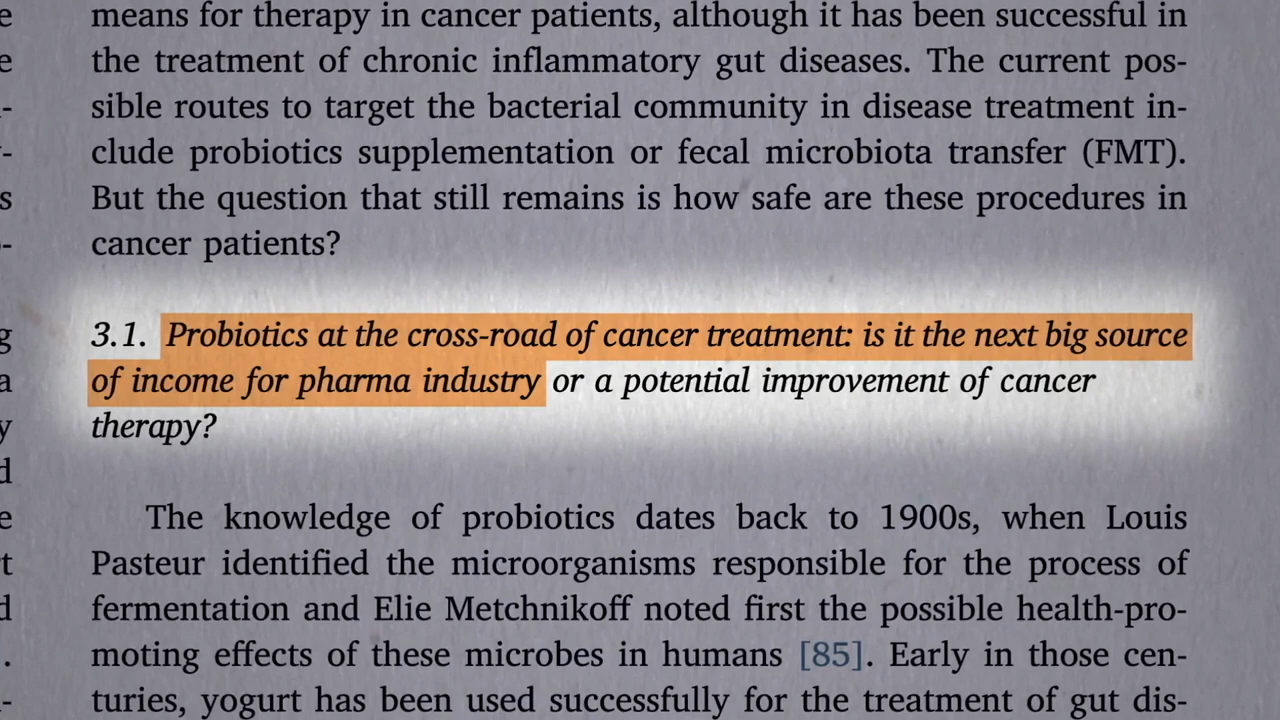 means for therapy in cancer patients, although it has been successful in
the treatment of chronic inflammatory gut diseases. The current pos-
sible routes to target the bacterial community in disease treatment in-
clude probiotics supplementation or fecal microbiota transfer (FMT).
But the question that still remains is how safe are these procedures in
cancer patients?
3.1. Probiotics at the cross-road of cancer treatment: is it the next big source
of income for pharma industry or a potential improvement of cancer
therapy?
The knowledge of probiotics dates back to 1900s, when Louis
Pasteur identified the microorganisms responsible for the process of
fermentation and Elie Metchnikoff noted first the possible health-pro-
moting effects of these microbes in humans [85]. Early in those cen-
turies, yogurt has been used successfully for the treatment of gut dis-